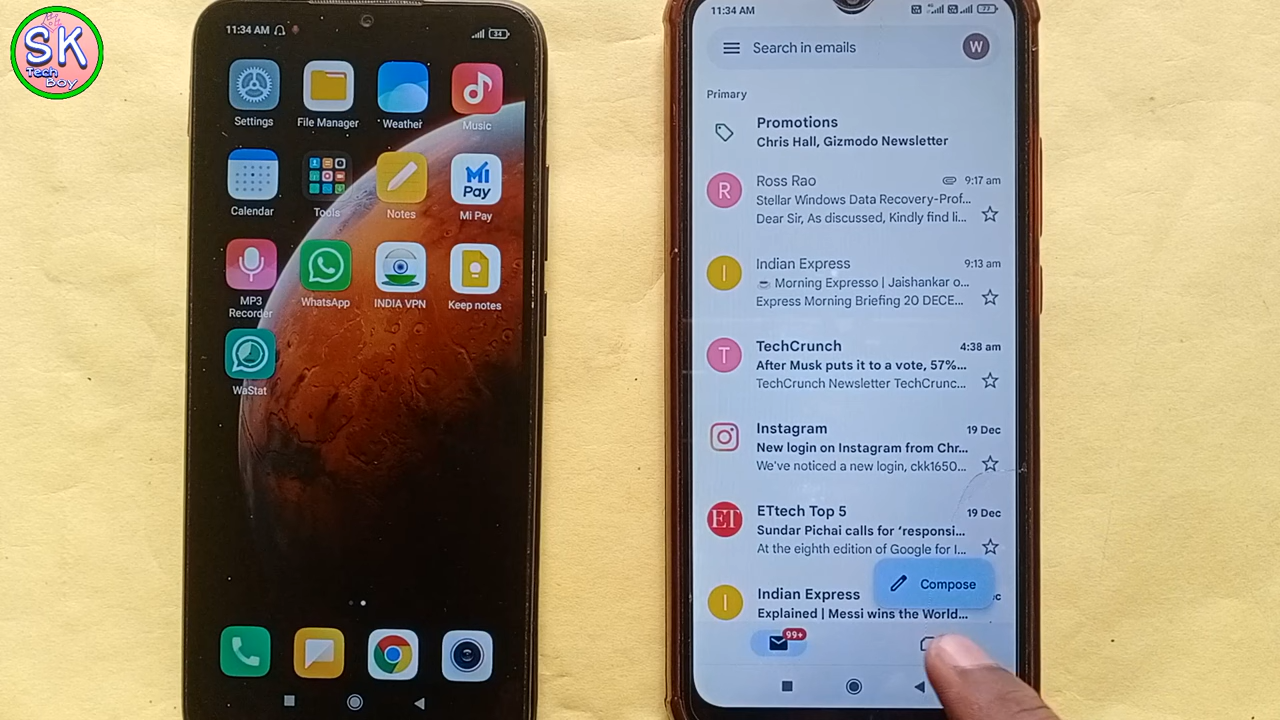 SK
Tech
Boy
11:34 AM
34
Settings
File Manager
Weather
Music
Calendar
Tools
Notes
Mi
Pay
Mi Pay
MP3
Recorder
WhatsApp
INDIA VPN
Keep notes
WaStat
11:34 AM
4G
77
Search in emails
W
Primary
Promotions
Chris Hall, Gizmodo Newsletter
R
Ross Rao
9:17 am
Stellar Windows Data Recovery-Prof...
Dear Sir, As discussed, Kindly find li...
I
Indian Express
9:13 am
Morning Expresso | Jaishankar o...
Express Morning Briefing 20 DECE...
T
TechCrunch
4:38 am
After Musk puts it to a vote, 57%...
TechCrunch Newsletter TechCrunc...
Instagram
19 Dec
New login on Instagram from Chr...
We've noticed a new login, ckk1650...
ET
ETtech Top 5
19 Dec
Sundar Pichai calls for ‘responsi...
At the eighth edition of Google for I...
Compose
I
Indian Express
Explained | Messi wins the World...
99+